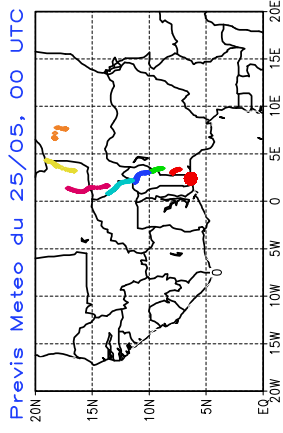 Previs Meteo du 25/05, 00 UTC
20N
15N
10N
5N
0
EQ
20W 15W 10W 5W 0 5E 10E 15E 20E